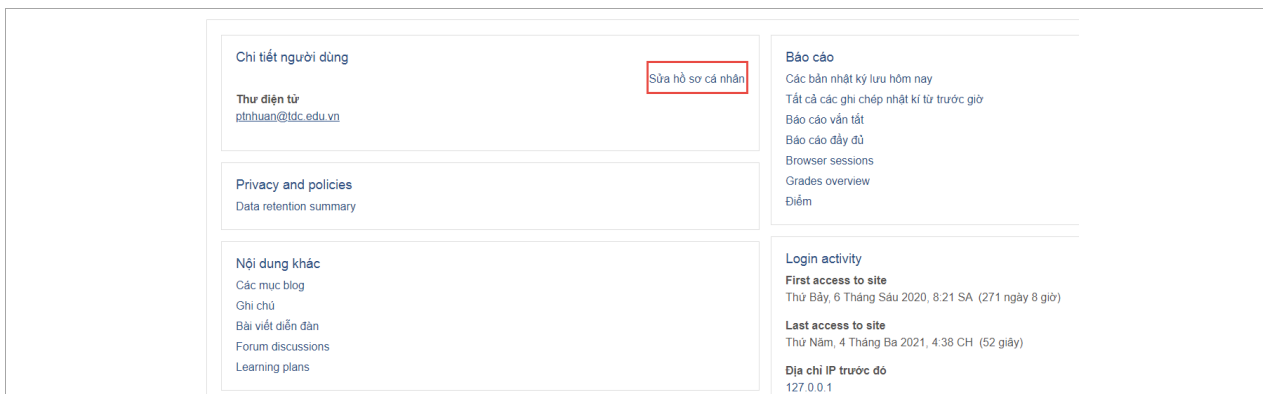 Chi tiết người dùng
Sửa hồ sơ cá nhân
Thư điện tử
ptnhuan@tdc.edu.vn
Privacy and policies
Data retention summary
Nội dung khác
Các mục blog
Ghi chú
Bài viết diễn đàn
Forum discussions
Learning plans
Báo cáo
Các bản nhật ký lưu hôm nay
Tất cả các ghi chép nhật kí từ trước giờ
Báo cáo vắn tắt
Báo cáo đầy đủ
Browser sessions
Grades overview
Điểm
Login activity
First access to site
Thứ Bảy, 6 Tháng Sáu 2020, 8:21 SA (271 ngày 8 giờ)
Last access to site
Thứ Năm, 4 Tháng Ba 2021, 4:38 CH (52 giây)
Địa chỉ IP trước đó
127.0.0.1